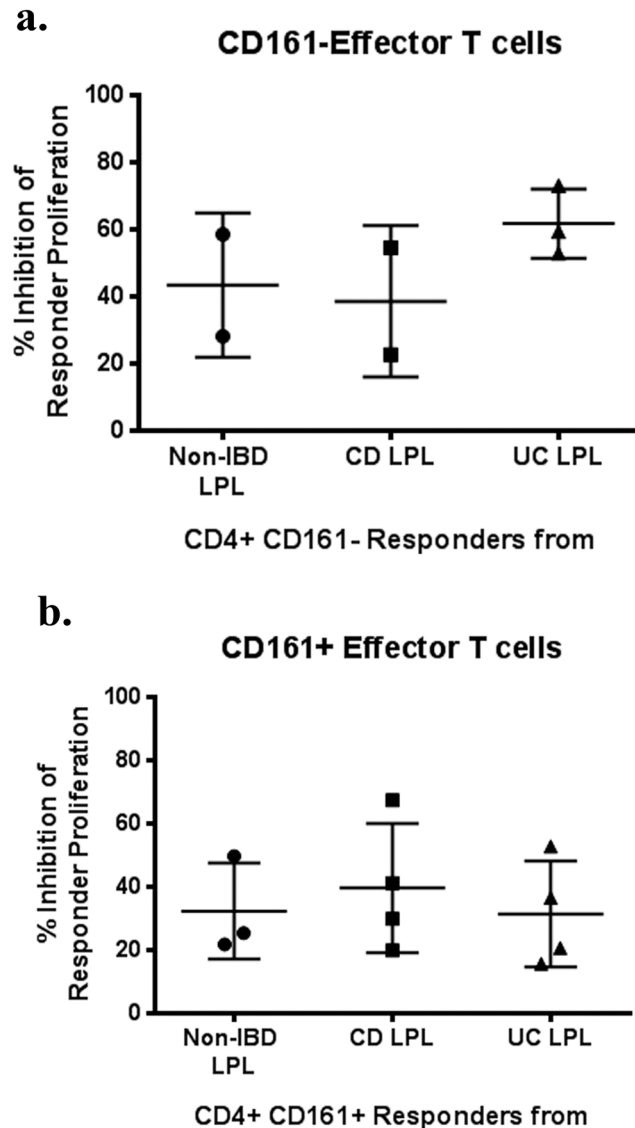 a.
CD161-Effector T cells
% Inhibition of
Responder Proliferation
100
80
60
40
20
0
Non-IBD
LPL
CD LPL
UC LPL
CD4+ CD161- Responders from
b.
CD161+ Effector T cells
% Inhibition of
Responder Proliferation
100
80
60
40
20
0
Non-IBD
LPL
CD LPL
UC LPL
CD4+ CD161+ Responders from